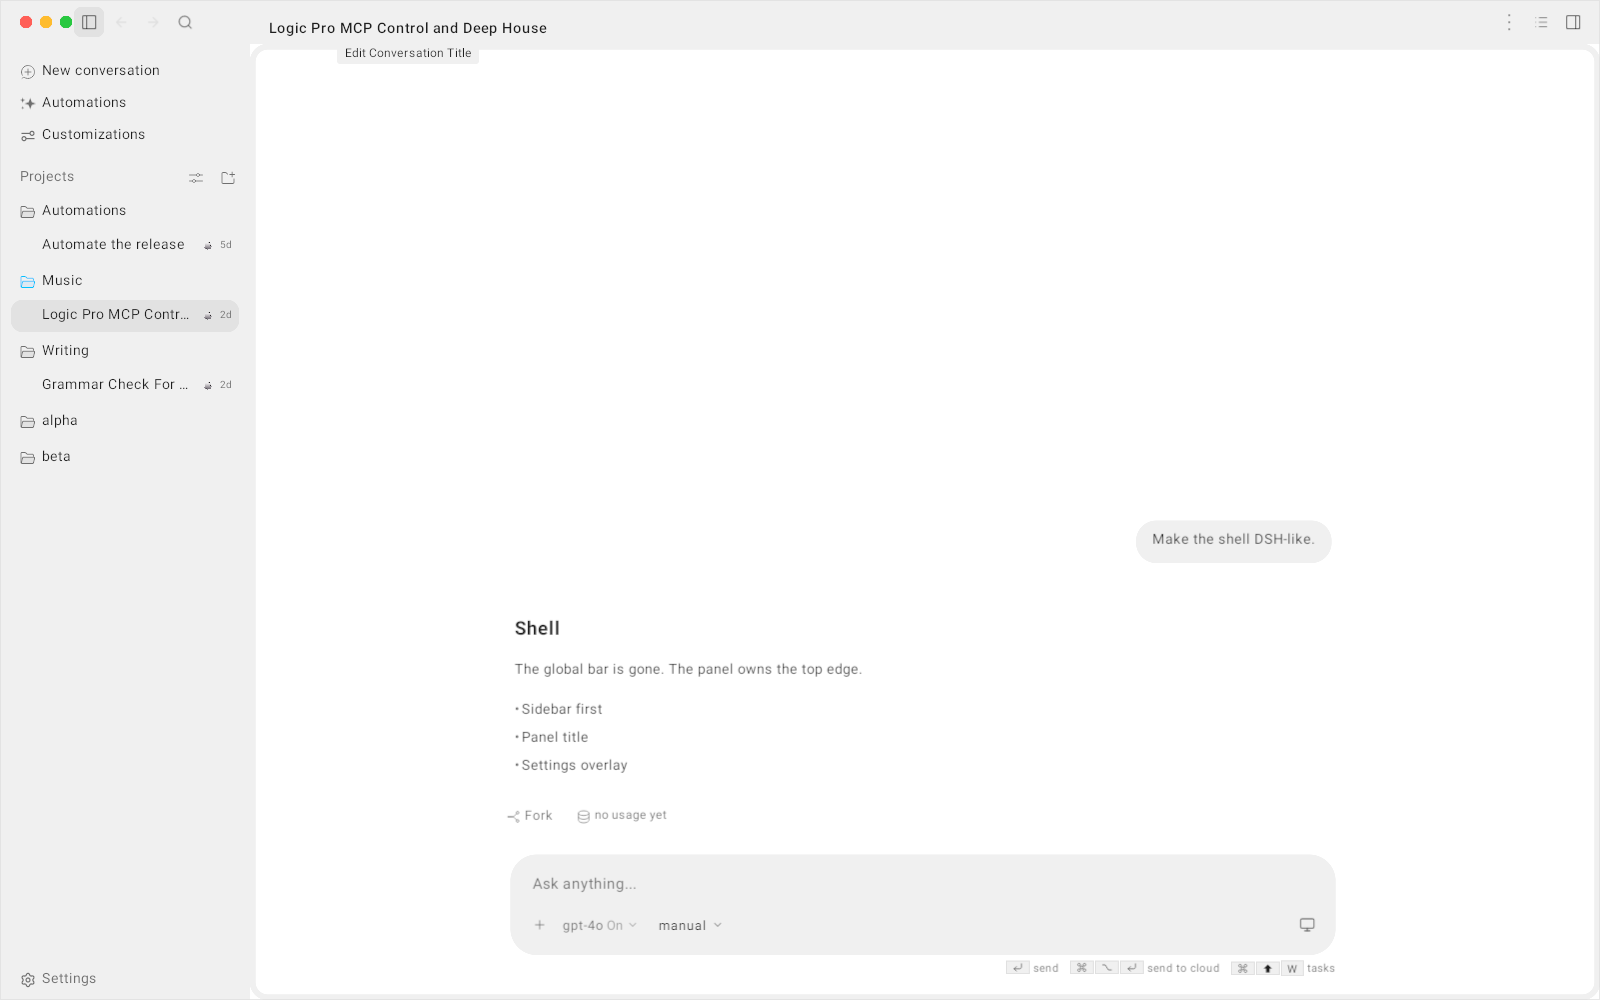 Logic Pro MCP Control and Deep House
Edit Conversation Title
New conversation
Automations
Customizations
Projects
Automations
Automate the release 5d
Music
Logic Pro MCP Contr... 2d
Writing
Grammar Check For ... 2d
alpha
beta
Settings
Make the shell DSH-like.
Shell
The global bar is gone. The panel owns the top edge.
• Sidebar first
• Panel title
• Settings overlay
Fork no usage yet
Ask anything...
+ gpt-4o On manual
↵ send ⌘ ⌥ ↵ send to cloud ⌘ ⬆ W tasks